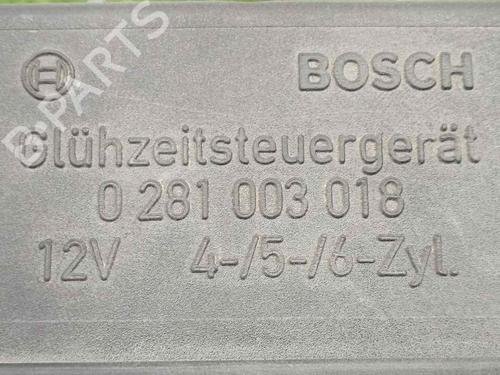 BOSCH
Glühzeitsteuergerät
0 281 003 018
12V 4-/5-/6-Zyl.
B-PARTS